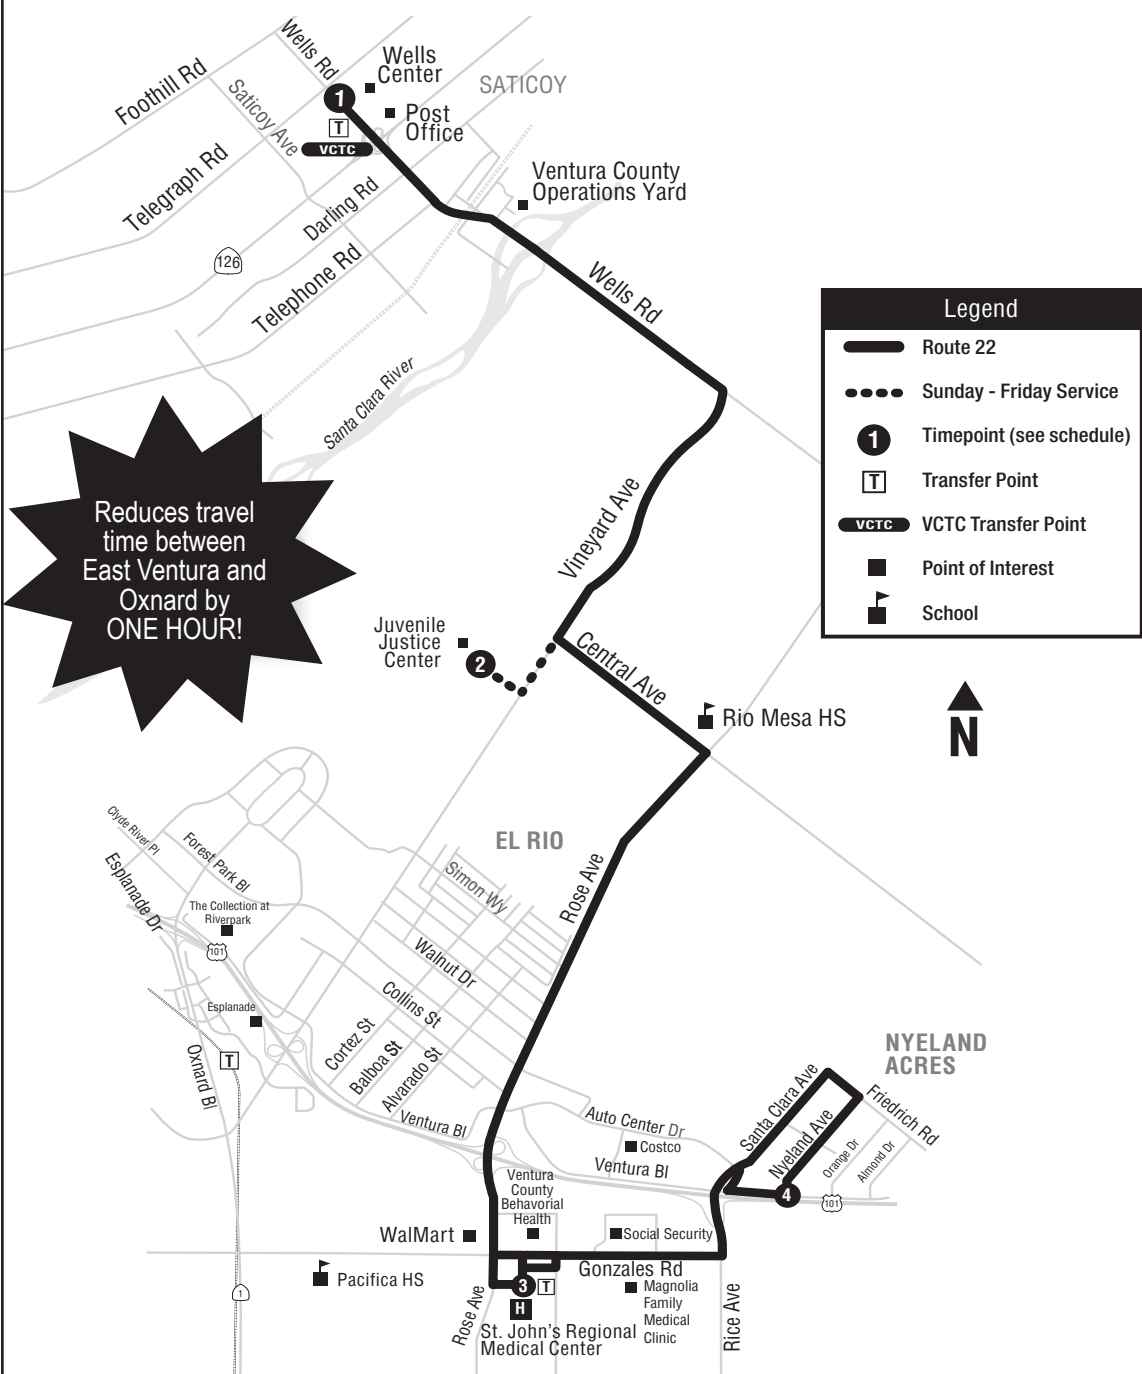 Wells Rd
Wells
Center
SATICOY
Foothill Rd
Saticoy Ave
1
T
VCTC
Post
Office
Telegraph Rd
Darling Rd
Ventura County
Operations Yard
126
Telephone Rd
Wells Rd
Santa Clara River
Legend
Route 22
Sunday - Friday Service
1
Timepoint (see schedule)
T
Transfer Point
VCTC
VCTC Transfer Point
Point of Interest
School
Reduces travel
time between
East Ventura and
Oxnard by
ONE HOUR!
Vineyard Ave
Juvenile
Justice
Center
2
Central Ave
Rio Mesa HS
N
Clyde River Pl
Forest Park Bl
Esplanade Dr
The Collection at
Riverpark
101
EL RIO
Simon Wy
Rose Ave
Walnut Dr
Collins St
Esplanade
Cortez St
Balboa St
Alvarado St
Oxnard Bl
T
Ventura Bl
NYELAND
ACRES
Santa Clara Ave
Friedrich Rd
Nyeland Ave
Orange Dr
Almond Dr
Auto Center Dr
Costco
Ventura Bl
4
101
Ventura
County
Behavorial
Health
WalMart
Social Security
Gonzales Rd
Pacifica HS
1
3
T
H
Rose Ave
St. John's Regional
Medical Center
Magnolia
Family
Medical
Clinic
Rice Ave